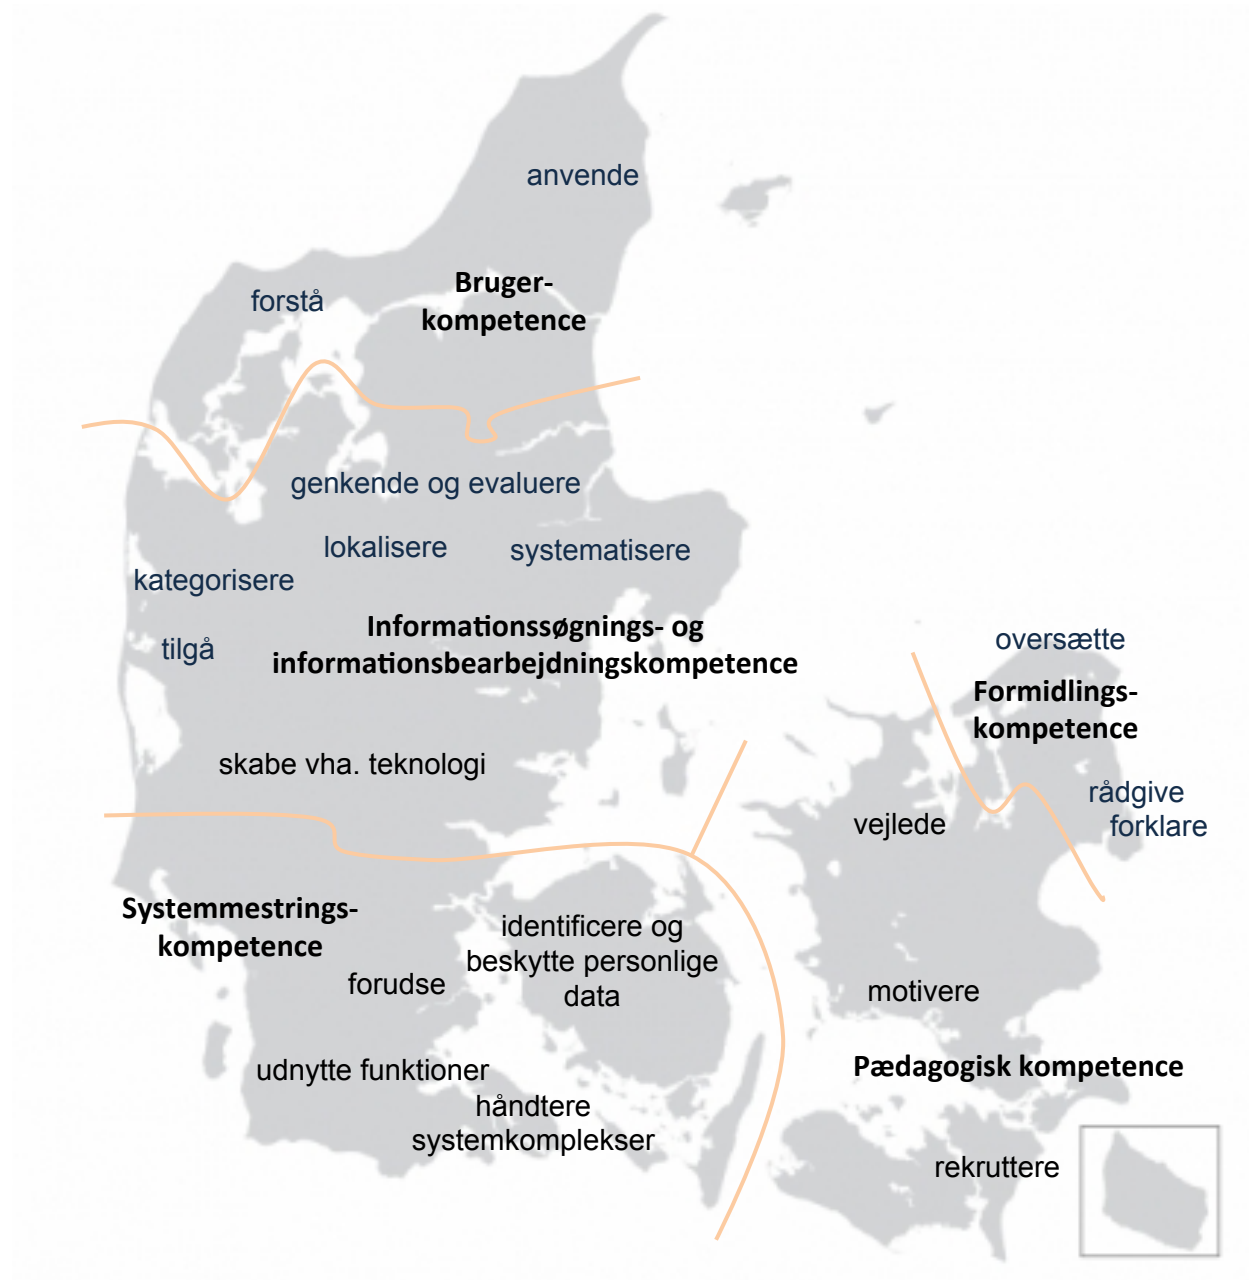 anvende
forstå
Bruger-
kompetence
genkende og evaluere
lokalisere
systematisere
kategorisere
tilgå
Informationssøgnings- og
informationsbearbejdningskompetence
skabe vha. teknologi
oversætte
Formidlings-
kompetence
rådgive
forklare
vejlede
motivere
Pædagogisk kompetence
rekruttere
Systemmestrings-
kompetence
identificere og
beskytte personlige
data
forudse
udnytte funktioner
håndtere
systemkomplekser